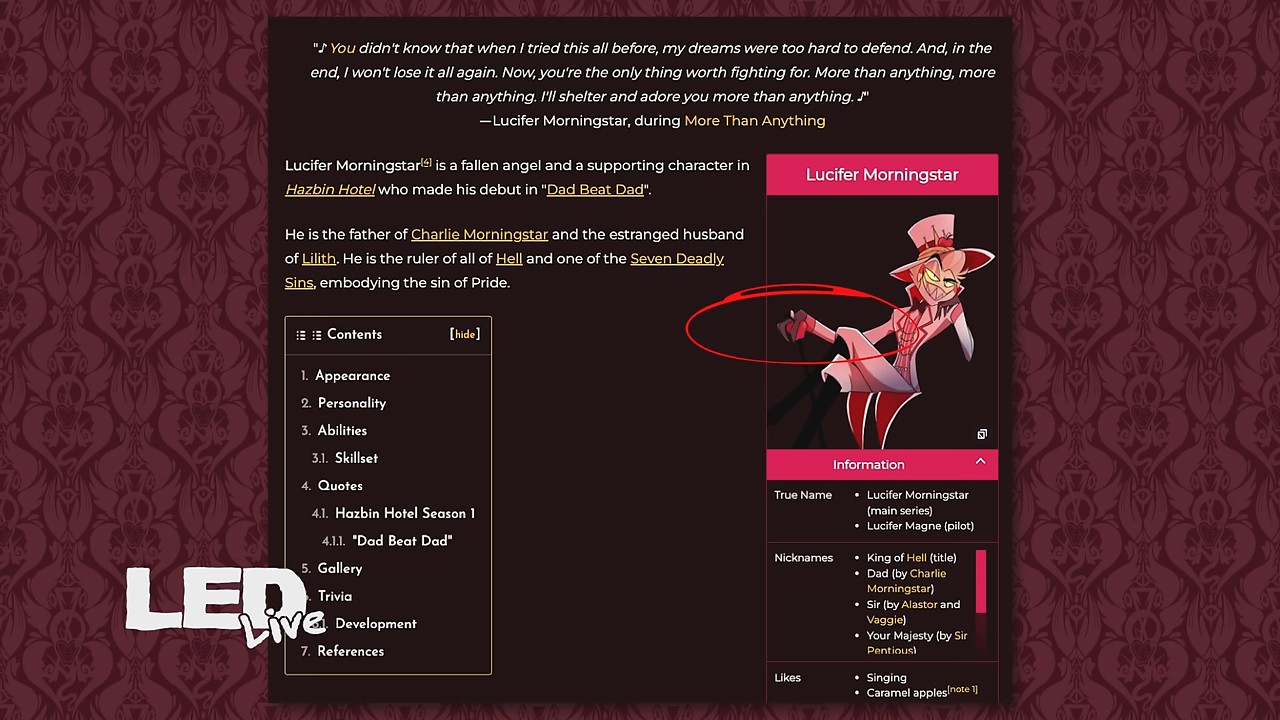 "♪ You didn't know that when I tried this all before, my dreams were too hard to defend. And, in the
end, I won't lose it all again. Now, you're the only thing worth fighting for. More than anything, more
than anything. I'll shelter and adore you more than anything. ♪"
—Lucifer Morningstar, during More Than Anything
Lucifer Morningstar[4] is a fallen angel and a supporting character in
Hazbin Hotel who made his debut in "Dad Beat Dad".
He is the father of Charlie Morningstar and the estranged husband
of Lilith. He is the ruler of all of Hell and one of the Seven Deadly
Sins, embodying the sin of Pride.
Contents [hide]
1. Appearance
2. Personality
3. Abilities
3.1. Skillset
4. Quotes
4.1. Hazbin Hotel Season 1
4.1.1. "Dad Beat Dad"
5. Gallery
Trivia
Development
7. References
LED
Live
Lucifer Morningstar
Information
True Name
• Lucifer Morningstar
(main series)
• Lucifer Magne (pilot)
Nicknames
• King of Hell (title)
• Dad (by Charlie
Morningstar)
• Sir (by Alastor and
Vaggie)
• Your Majesty (by Sir
Pentious)
Likes
• Singing
• Caramel apples[note 1]